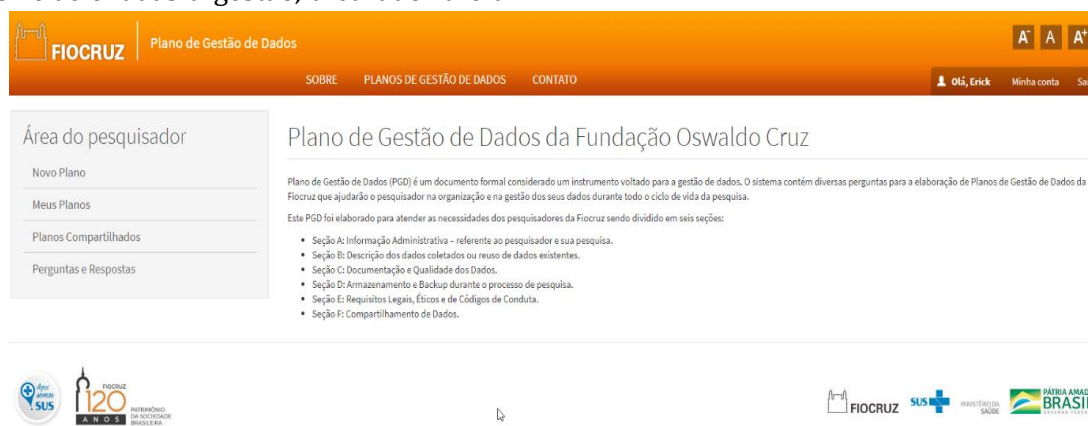 FIOCRUZ
Plano de Gestão de Dados
A- A A+
SOBRE PLANOS DE GESTÃO DE DADOS CONTATO
Olá, Erick Minha conta
Área do pesquisador
Novo Plano
Meus Planos
Planos Compartilhados
Perguntas e Respostas
Plano de Gestão de Dados da Fundação Oswaldo Cruz
Plano de Gestão de Dados (PGD) é um documento formal considerado um instrumento voltado para a gestão de dados. O sistema contém diversas perguntas para a elaboração de Planos de Gestão de Dados da
Fiocruz que ajudarão o pesquisador na organização e na gestão dos seus dados durante todo o ciclo de vida da pesquisa.
Este PGD foi elaborado para atender as necessidades dos pesquisadores da Fiocruz sendo dividido em seis seções:
• Seção A: Informação Administrativa – referente ao pesquisador e sua pesquisa.
• Seção B: Descrição dos dados coletados ou reuso de dados existentes.
• Seção C: Documentação e Qualidade dos Dados.
• Seção D: Armazenamento e Backup durante o processo de pesquisa.
• Seção E: Requisitos Legais, Éticos e de Códigos de Conduta.
• Seção F: Compartilhamento de Dados.
Aqui somos SUS
FIOCRUZ
120
ANOS
PATRIMÔNIO
DA SOCIEDADE
BRASILEIRA
FIOCRUZ
SUS
MINISTÉRIO DA
SAÚDE
PÁTRIA AMAD
BRASIL